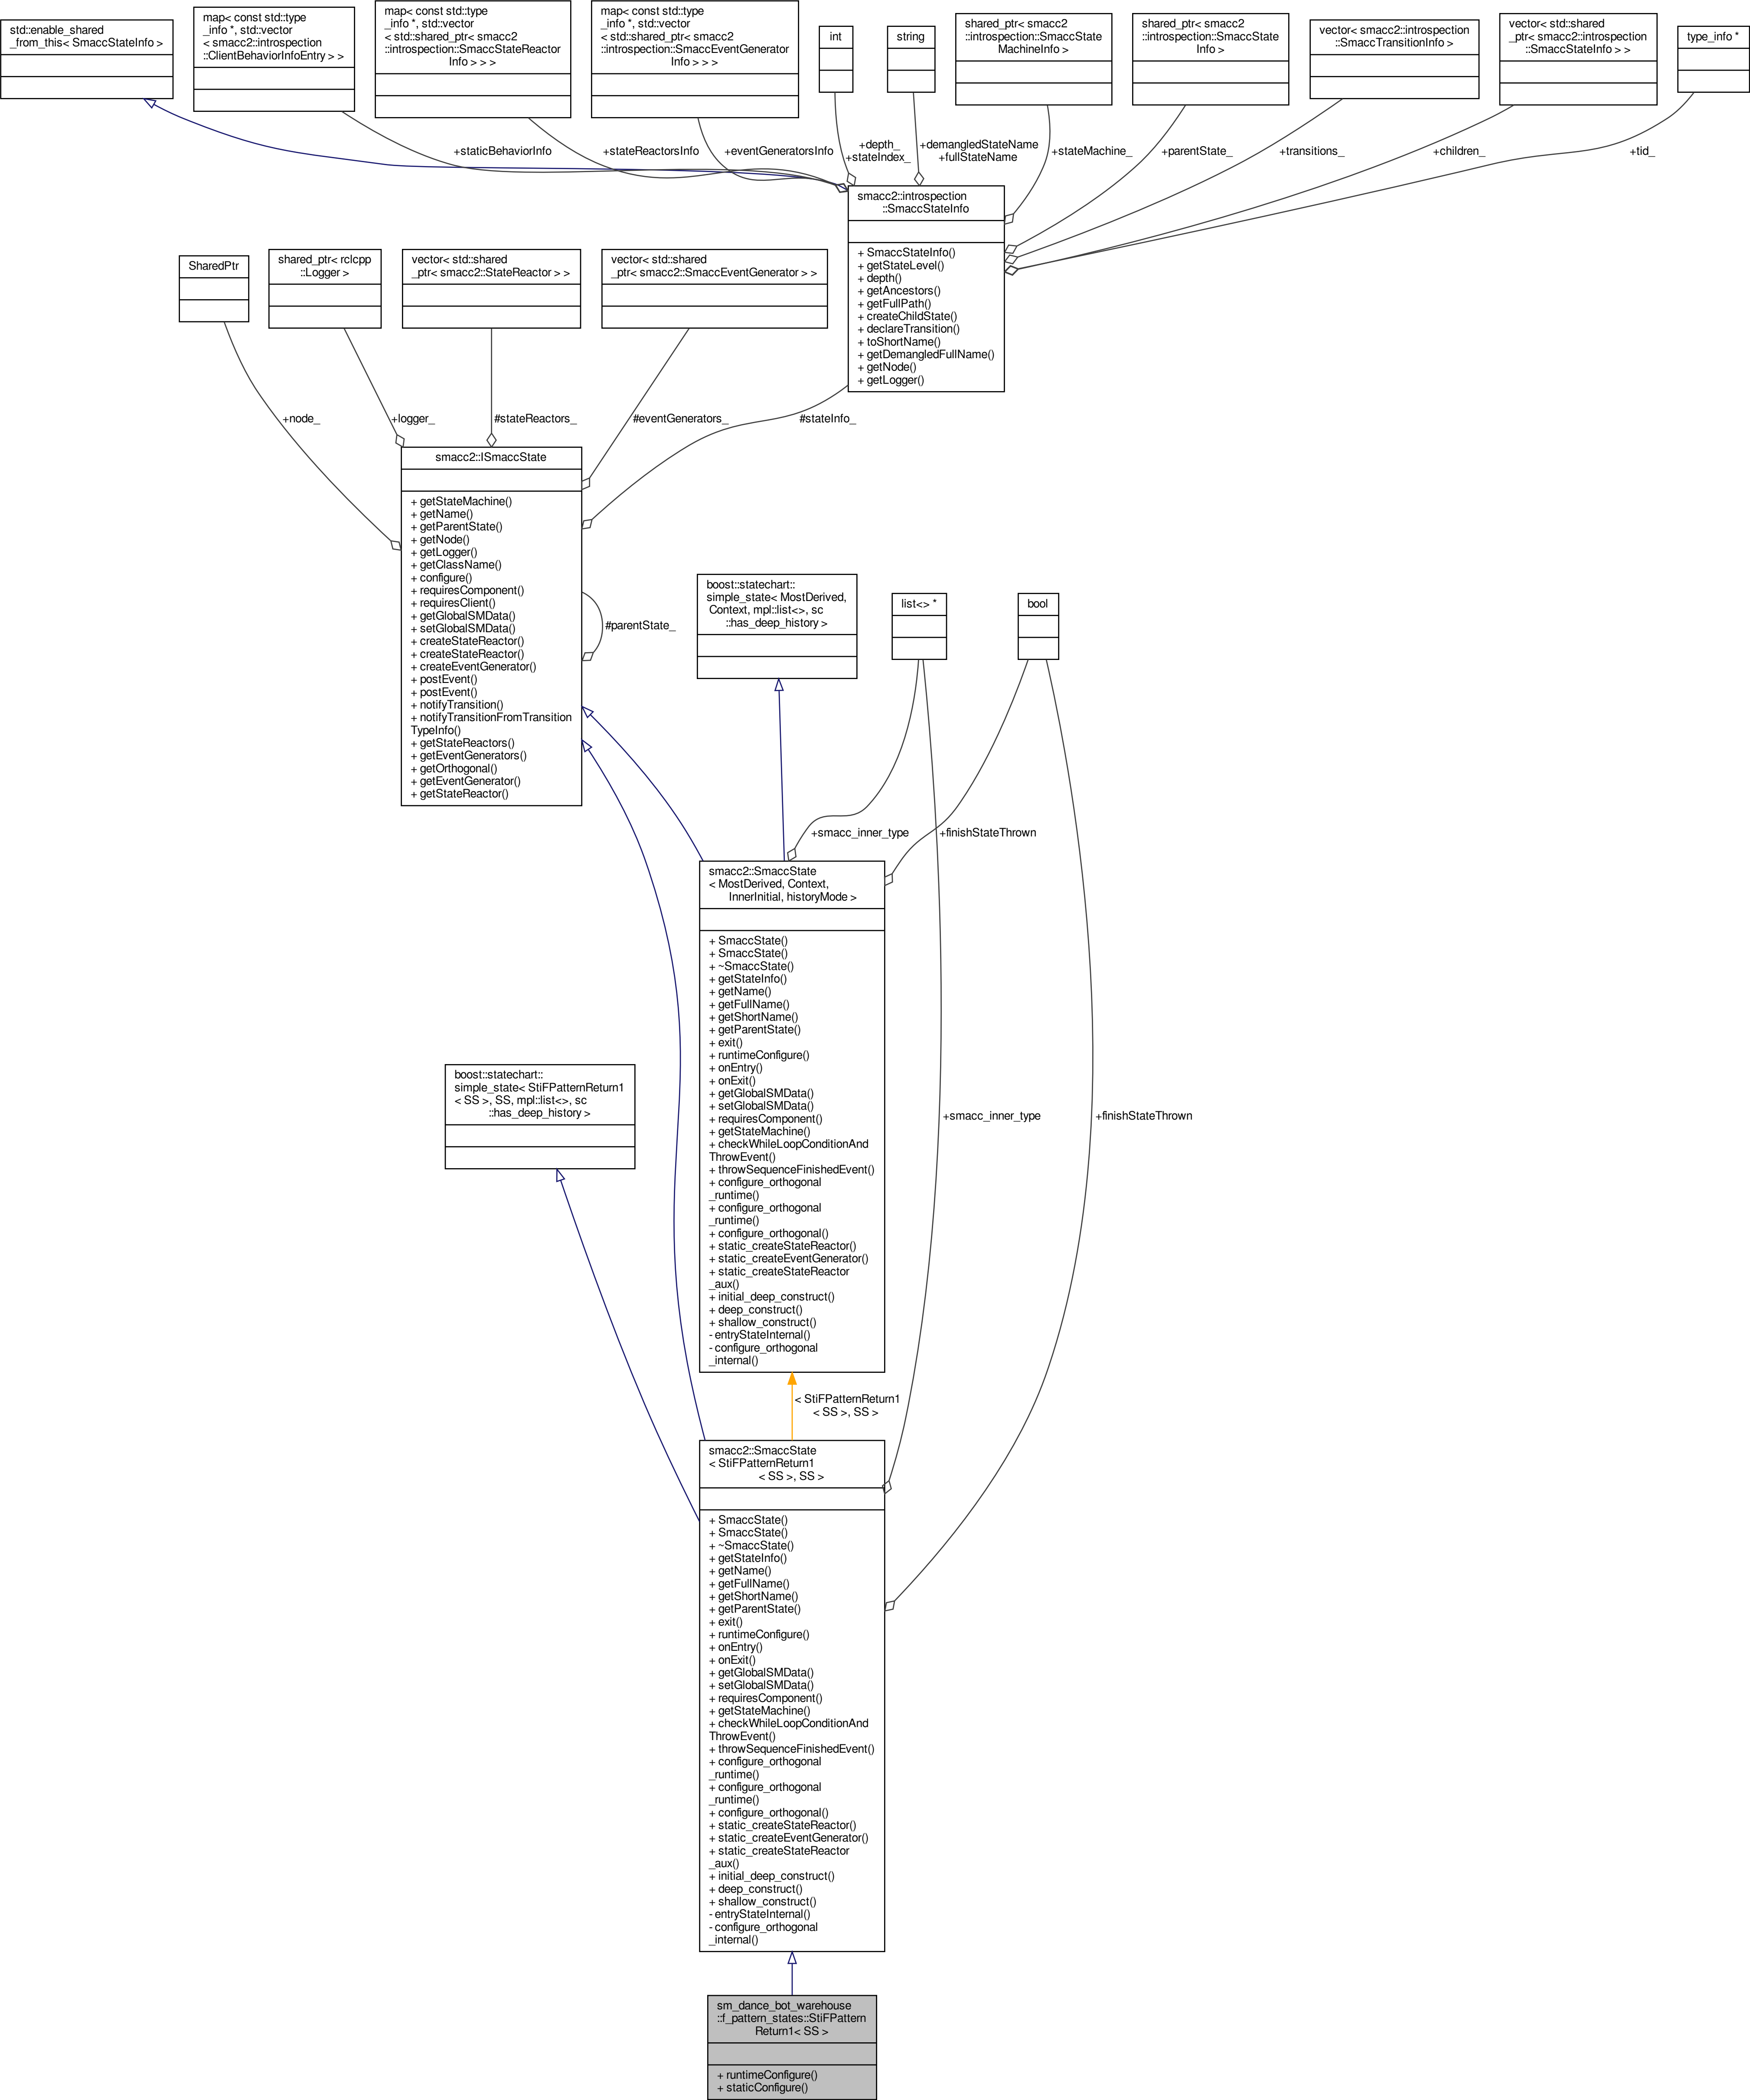 std::enable_shared
_from_this< SmaccStateInfo >
map< const std::type
_info *, std::vector
< smacc2::introspection
::ClientBehaviorInfoEntry > >
map< const std::type
_info *, std::vector
< std::shared_ptr< smacc2
::introspection::SmaccStateReactor
Info > > >
map< const std::type
_info *, std::vector
< std::shared_ptr< smacc2
::introspection::SmaccEventGenerator
Info > > >
int
string
shared_ptr< smacc2
::introspection::SmaccState
MachineInfo >
shared_ptr< smacc2
::introspection::SmaccState
Info >
vector< smacc2::introspection
::SmaccTransitionInfo >
vector< std::shared
_ptr< smacc2::introspection
::SmaccStateInfo > >
type_info *
+staticBehaviorInfo
+stateReactorsInfo
+eventGeneratorsInfo
+depth_
+stateIndex_
+demangledStateName
+fullStateName
+stateMachine_
+parentState_
+transitions_
+children_
+tid_
smacc2::introspection
::SmaccStateInfo
+ SmaccStateInfo()
+ getStateLevel()
+ depth()
+ getAncestors()
+ getFullPath()
+ createChildState()
+ declareTransition()
+ toShortName()
+ getDemangledFullName()
+ getNode()
+ getLogger()
SharedPtr
shared_ptr< rclcpp
::Logger >
vector< std::shared
_ptr< smacc2::StateReactor > >
vector< std::shared
_ptr< smacc2::SmaccEventGenerator > >
+node_
+logger_
#stateReactors_
#eventGenerators_
#stateInfo_
smacc2::ISmaccState
+ getStateMachine()
+ getName()
+ getParentState()
+ getNode()
+ getLogger()
+ getClassName()
+ configure()
+ requiresComponent()
+ requiresClient()
+ getGlobalSMData()
+ setGlobalSMData()
+ createStateReactor()
+ createStateReactor()
+ createEventGenerator()
+ postEvent()
+ postEvent()
+ notifyTransition()
+ notifyTransitionFromTransition
TypeInfo()
+ getStateReactors()
+ getEventGenerators()
+ getOrthogonal()
+ getEventGenerator()
+ getStateReactor()
#parentState_
boost::statechart::
simple_state< MostDerived,
Context, mpl::list<>, sc
::has_deep_history >
list<> *
bool
+smacc_inner_type
+finishStateThrown
smacc2::SmaccState
< MostDerived, Context,
InnerInitial, historyMode >
+ SmaccState()
+ SmaccState()
+ ~SmaccState()
+ getStateInfo()
+ getName()
+ getFullName()
+ getShortName()
+ getParentState()
+ exit()
+ runtimeConfigure()
+ onEntry()
+ onExit()
+ getGlobalSMData()
+ setGlobalSMData()
+ requiresComponent()
+ getStateMachine()
+ checkWhileLoopConditionAnd
ThrowEvent()
+ throwSequenceFinishedEvent()
+ configure_orthogonal
_runtime()
+ configure_orthogonal
_runtime()
+ configure_orthogonal()
+ static_createStateReactor()
+ static_createEventGenerator()
+ static_createStateReactor
_aux()
+ initial_deep_construct()
+ deep_construct()
+ shallow_construct()
- entryStateInternal()
- configure_orthogonal
_internal()
boost::statechart::
simple_state< StiFPatternReturn1
< SS >, SS, mpl::list<>, sc
::has_deep_history >
+smacc_inner_type
+finishStateThrown
< StiFPatternReturn1
< SS >, SS >
smacc2::SmaccState
< StiFPatternReturn1
< SS >, SS >
+ SmaccState()
+ SmaccState()
+ ~SmaccState()
+ getStateInfo()
+ getName()
+ getFullName()
+ getShortName()
+ getParentState()
+ exit()
+ runtimeConfigure()
+ onEntry()
+ onExit()
+ getGlobalSMData()
+ setGlobalSMData()
+ requiresComponent()
+ getStateMachine()
+ checkWhileLoopConditionAnd
ThrowEvent()
+ throwSequenceFinishedEvent()
+ configure_orthogonal
_runtime()
+ configure_orthogonal
_runtime()
+ configure_orthogonal()
+ static_createStateReactor()
+ static_createEventGenerator()
+ static_createStateReactor
_aux()
+ initial_deep_construct()
+ deep_construct()
+ shallow_construct()
- entryStateInternal()
- configure_orthogonal
_internal()
sm_dance_bot_warehouse
::f_pattern_states::StiFPattern
Return1< SS >
+ runtimeConfigure()
+ staticConfigure()